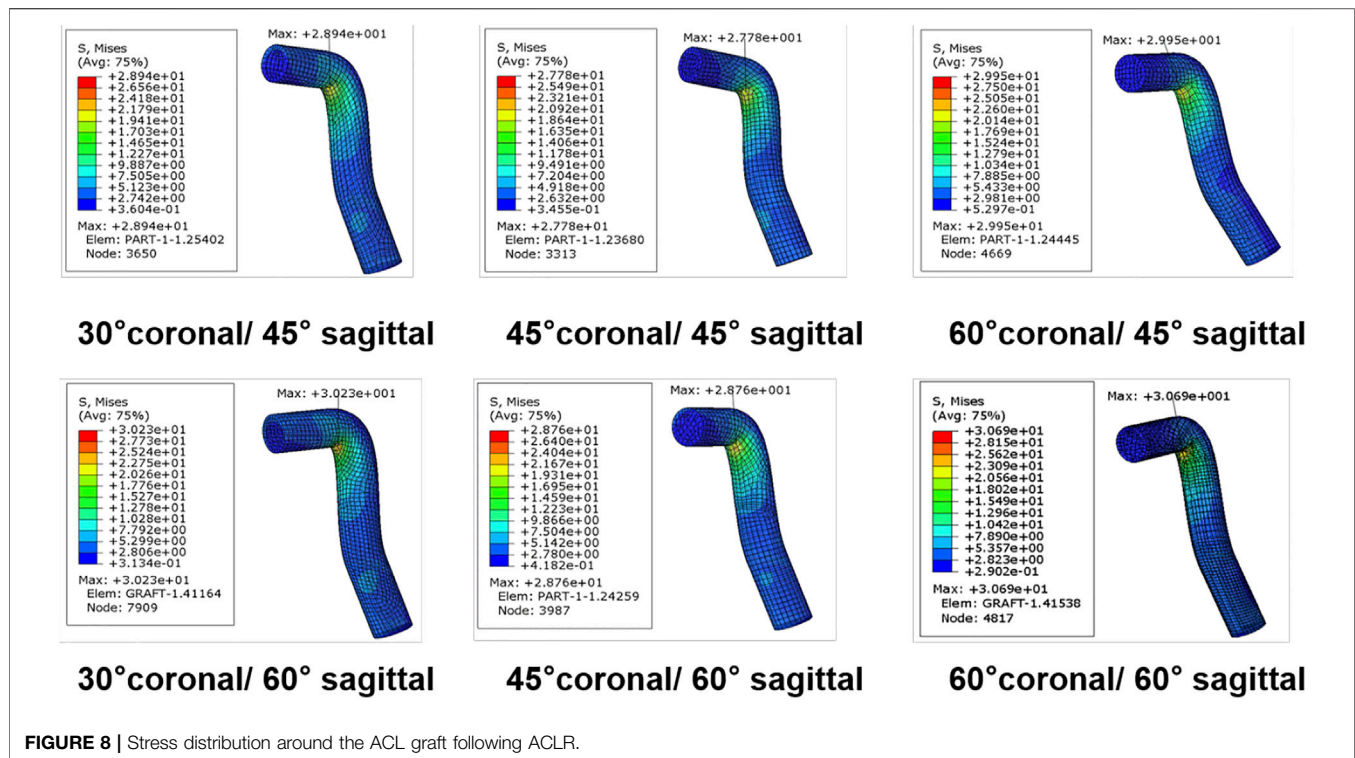 Max: +2.894e+001
S, Mises
(Avg: 75%)
+2.894e+01
+2.656e+01
+2.418e+01
+2.179e+01
+1.941e+01
+1.703e+01
+1.465e+01
+1.227e+01
+9.887e+00
+7.505e+00
+5.123e+00
+2.742e+00
+3.604e-01
Max: +2.894e+01
Elem: PART-1-1.25402
Node: 3650
30°coronal/ 45° sagittal
Max: +2.778e+001
S, Mises
(Avg: 75%)
+2.778e+01
+2.549e+01
+2.321e+01
+2.092e+01
+1.864e+01
+1.635e+01
+1.406e+01
+1.178e+01
+9.491e+00
+7.204e+00
+4.918e+00
+2.632e+00
+3.455e-01
Max: +2.778e+01
Elem: PART-1-1.23680
Node: 3313
45°coronal/ 45° sagittal
Max: +2.995e+001
S, Mises
(Avg: 75%)
+2.995e+01
+2.750e+01
+2.505e+01
+2.260e+01
+2.014e+01
+1.769e+01
+1.524e+01
+1.279e+01
+1.034e+01
+7.885e+00
+5.433e+00
+2.981e+00
+5.297e-01
Max: +2.995e+01
Elem: PART-1-1.24445
Node: 4669
60°coronal/ 45° sagittal
Max: +3.023e+001
S, Mises
(Avg: 75%)
+3.023e+01
+2.773e+01
+2.524e+01
+2.275e+01
+2.026e+01
+1.776e+01
+1.527e+01
+1.278e+01
+1.028e+01
+7.792e+00
+5.299e+00
+2.806e+00
+3.134e-01
Max: +3.023e+01
Elem: GRAFT-1.41164
Node: 7909
30°coronal/ 60° sagittal
Max: +2.876e+001
S, Mises
(Avg: 75%)
+2.876e+01
+2.640e+01
+2.404e+01
+2.167e+01
+1.931e+01
+1.695e+01
+1.459e+01
+1.223e+01
+9.866e+00
+7.504e+00
+5.142e+00
+2.780e+00
+4.182e-01
Max: +2.876e+01
Elem: PART-1-1.24259
Node: 3987
45°coronal/ 60° sagittal
Max: +3.069e+001
S, Mises
(Avg: 75%)
+3.069e+01
+2.815e+01
+2.562e+01
+2.309e+01
+2.056e+01
+1.802e+01
+1.549e+01
+1.296e+01
+1.042e+01
+7.890e+00
+5.357e+00
+2.823e+00
+2.902e-01
Max: +3.069e+01
Elem: GRAFT-1.41538
Node: 4817
60°coronal/ 60° sagittal
FIGURE 8 | Stress distribution around the ACL graft following ACLR.